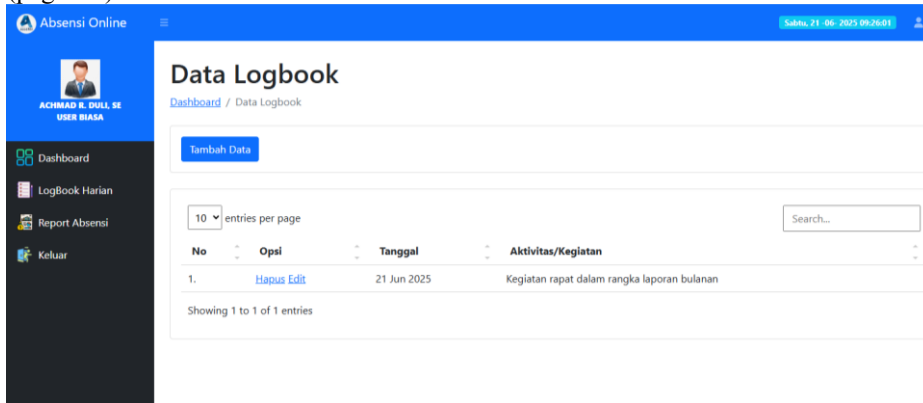 Absensi Online
Sabtu, 21 -06- 2025 09:26:01
ACHMAD R. DULI, SE
USER BIASA
Dashboard
LogBook Harian
Report Absensi
Keluar
Data Logbook
Dashboard / Data Logbook
Tambah Data
10 entries per page
Search...
No Opsi Tanggal Aktivitas/Kegiatan
1. Hapus Edit 21 Jun 2025 Kegiatan rapat dalam rangka laporan bulanan
Showing 1 to 1 of 1 entries